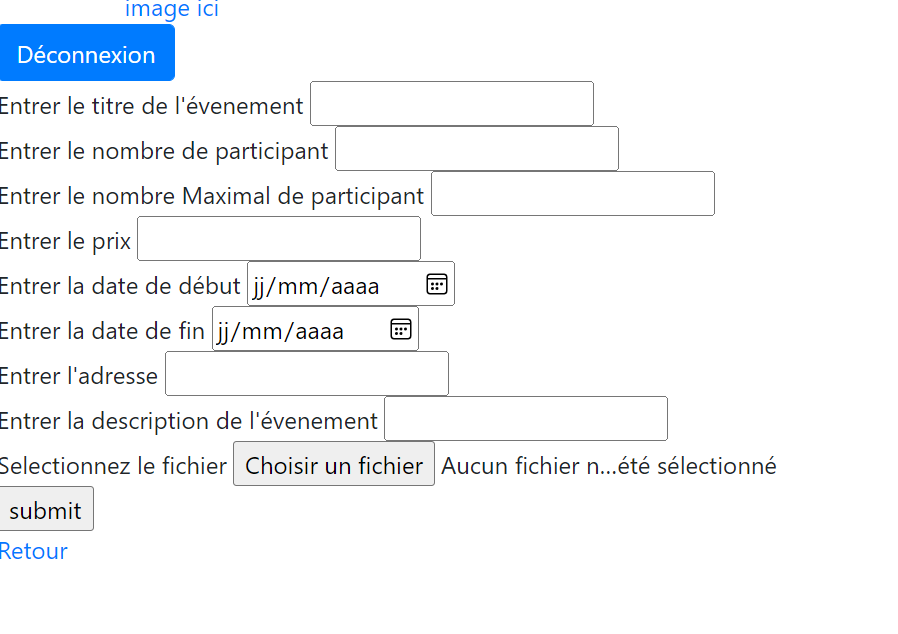 image ici
Déconnexion
Entrer le titre de l'évenement
Entrer le nombre de participant
Entrer le nombre Maximal de participant
Entrer le prix
Entrer la date de début jj/mm/aaaa
Entrer la date de fin jj/mm/aaaa
Entrer l'adresse
Entrer la description de l'évenement
Selectionnez le fichier Choisir un fichier Aucun fichier n...été sélectionné
submit
Retour